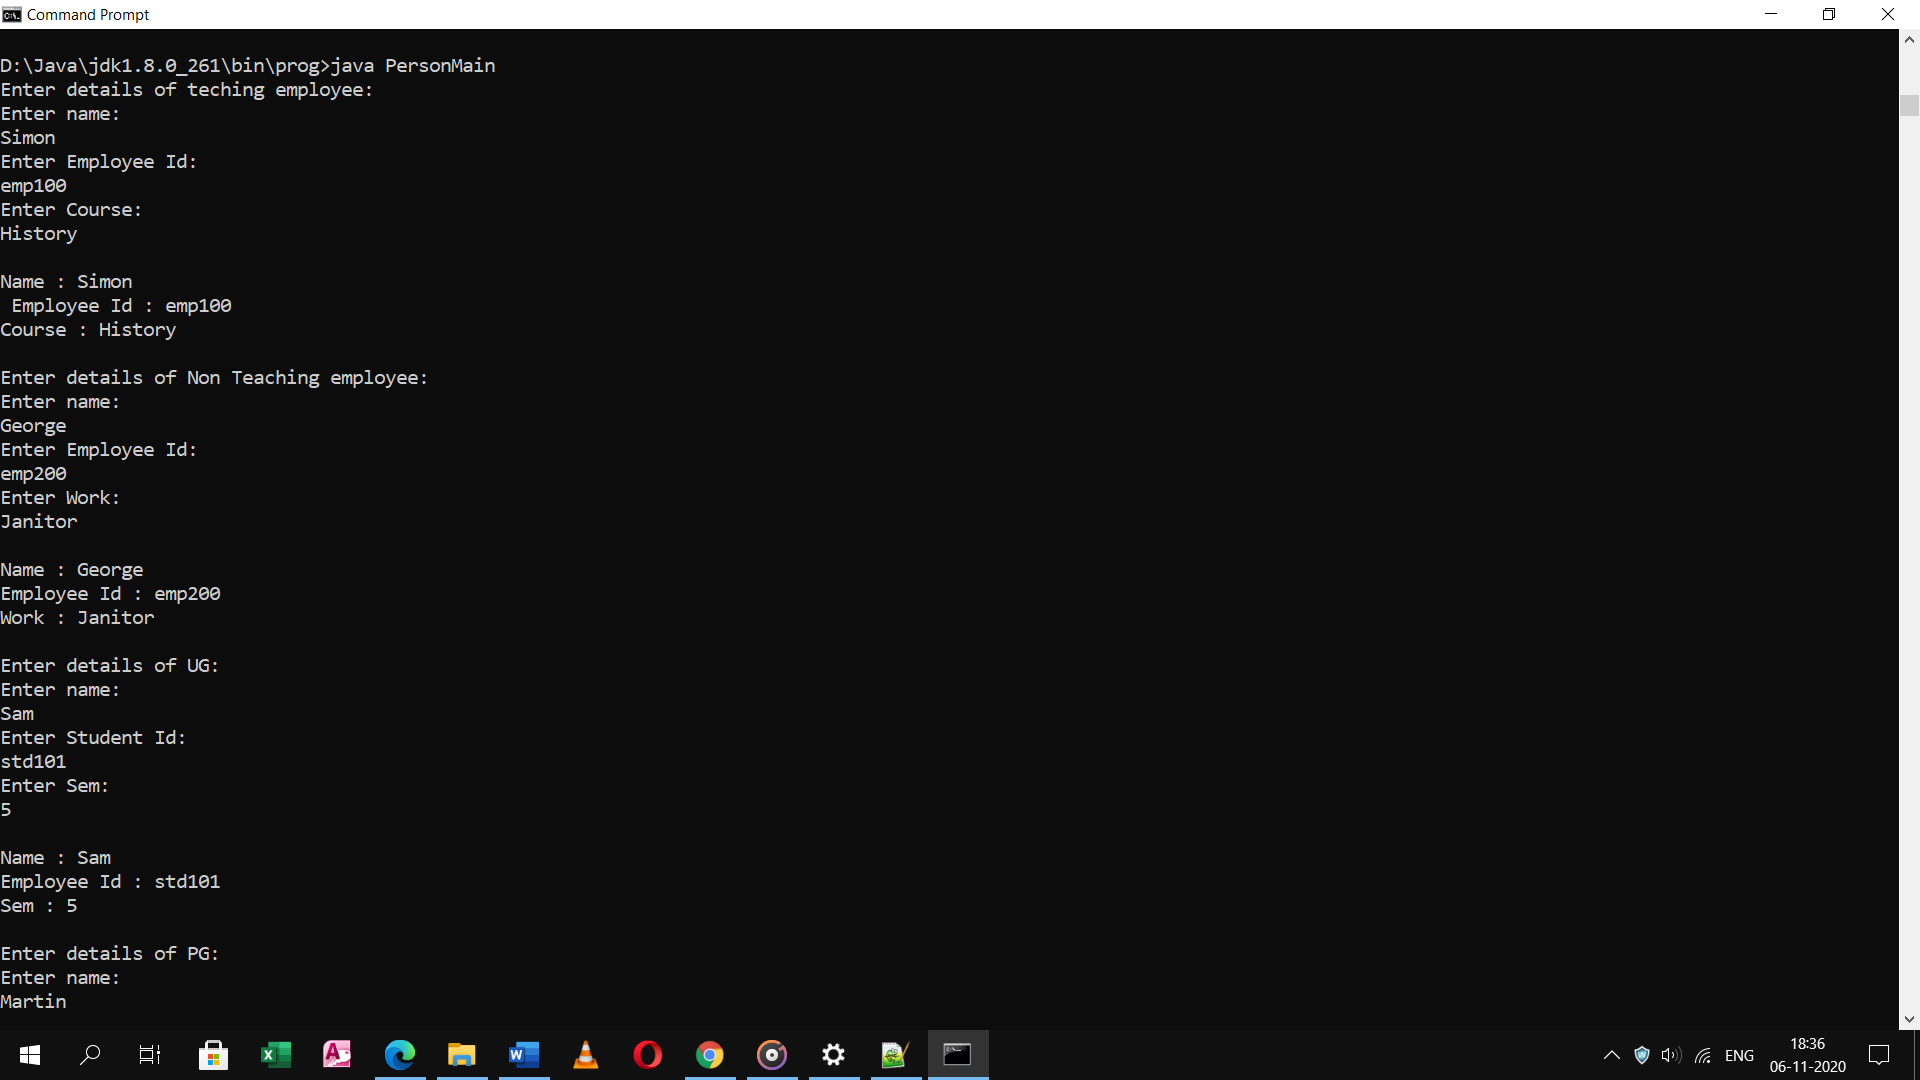 Command Prompt
D:\Java\jdk1.8.0_261\bin\prog>java PersonMain
Enter details of teching employee:
Enter name:
Simon
Enter Employee Id:
emp100
Enter Course:
History
Name : Simon
 Employee Id : emp100
Course : History
Enter details of Non Teaching employee:
Enter name:
George
Enter Employee Id:
emp200
Enter Work:
Janitor
Name : George
Employee Id : emp200
Work : Janitor
Enter details of UG:
Enter name:
Sam
Enter Student Id:
std101
Enter Sem:
5
Name : Sam
Employee Id : std101
Sem : 5
Enter details of PG:
Enter name:
Martin
ENG
18:36
06-11-2020